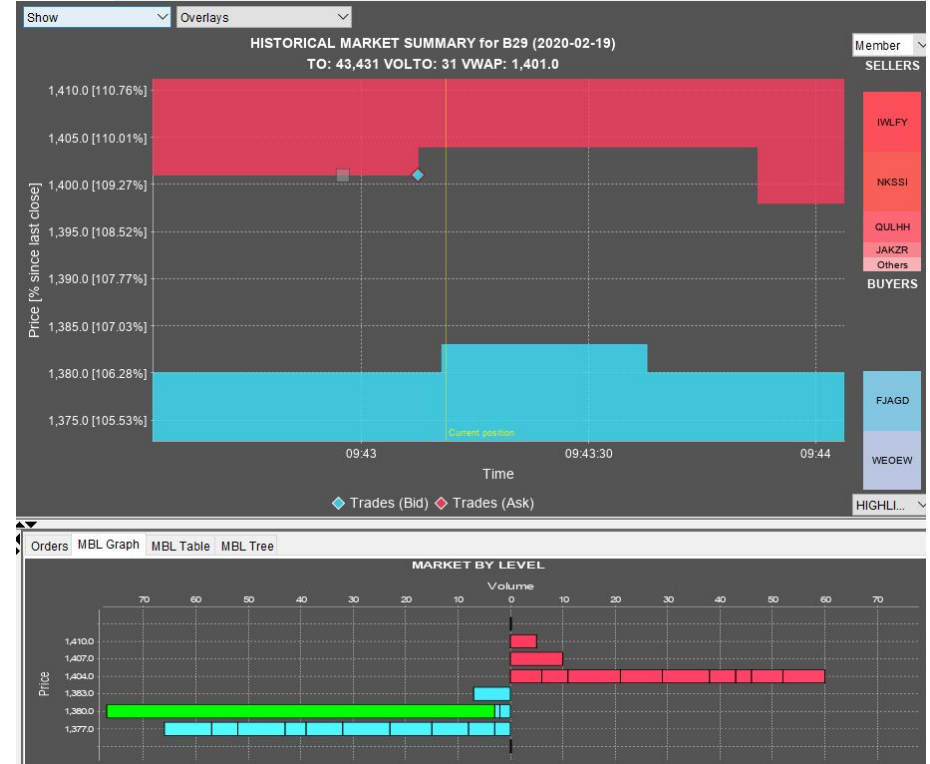 Show Overlays
HISTORICAL MARKET SUMMARY for B29 (2020-02-19)
TO: 43,431 VOLTO: 31 VWAP: 1,401.0
Member
SELLERS
IWLFY
NKSSI
QULHH
JAKZR
Others
BUYERS
FJAGD
WEOEW
HIGHLI...
Price [% since last close]
1,410.0 [110.76%]
1,405.0 [110.01%]
1,400.0 [109.27%]
1,395.0 [108.52%]
1,390.0 [107.77%]
1,385.0 [107.03%]
1,380.0 [106.28%]
1,375.0 [105.53%]
Current position
09:43 09:43:30 09:44
Time
Trades (Bid) Trades (Ask)
Orders MBL Graph MBL Table MBL Tree
MARKET BY LEVEL
Volume
70 60 50 40 30 20 10 0 10 20 30 40 50 60 70
Price
1,410.0
1,407.0
1,404.0
1,383.0
1,380.0
1,377.0